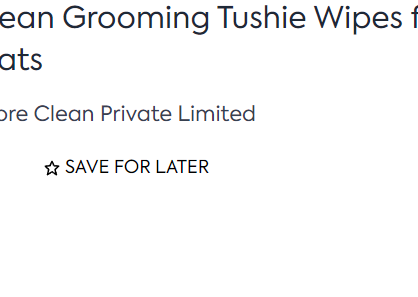 ean Grooming Tushie Wipes f
ats
ore Clean Private Limited
SAVE FOR LATER